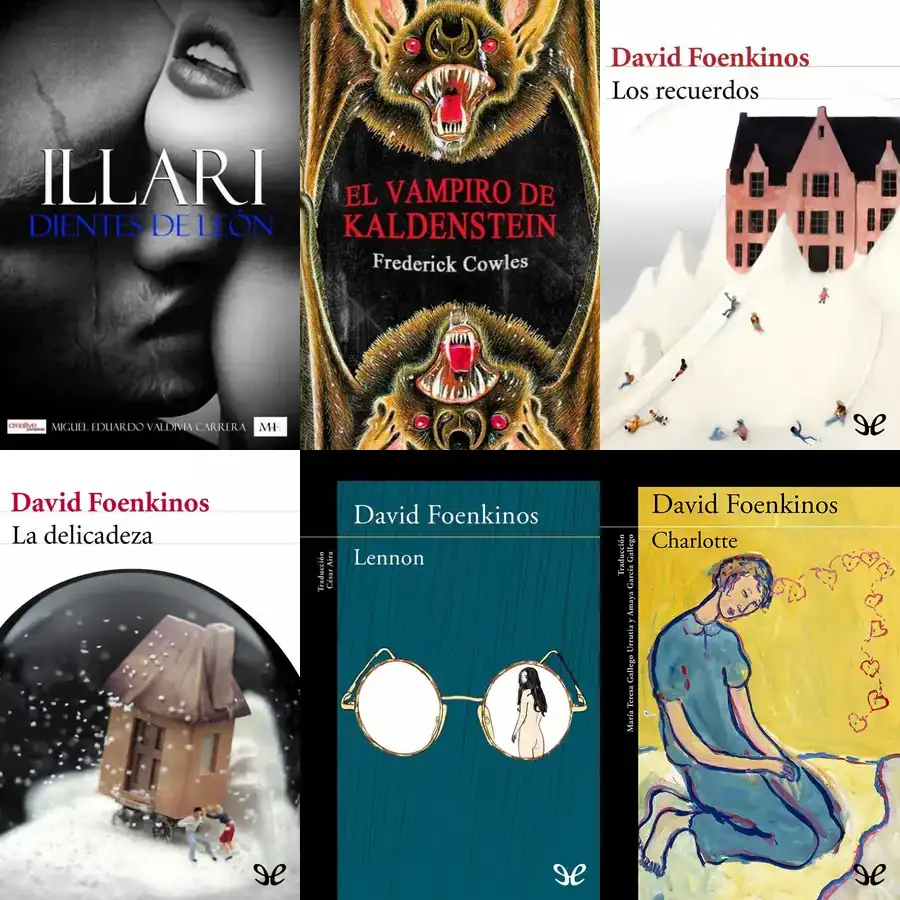 ILLARI
DIENTES DE LEÓN
creative
MIGUEL EDUARDO VALDIVIA CARRERA
EL VAMPIRO DE
KALDENSTEIN
Frederick Cowles
David Foenkinos
Los recuerdos
David Foenkinos
La delicadeza
David Foenkinos
Lennon
Traducción
César Aira
David Foenkinos
Charlotte
Traducción
María Teresa Gallego Urrutia y Amaya García Gallego